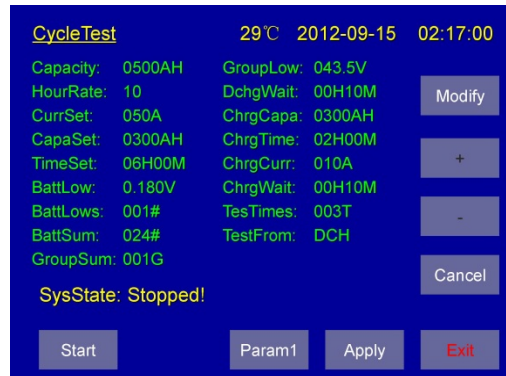 CycleTest 29℃ 2012-09-15 02:17:00
Capacity: 0500AH GroupLow: 043.5V
HourRate: 10 DchgWait: 00H10M
Modify
CurrSet: 050A ChrgCapa: 0300AH
CapaSet: 0300AH ChrgTime: 02H00M
TimeSet: 06H00M ChrgCurr: 010A
+
BattLow: 0.180V ChrgWait: 00H10M
BattLows: 001# TesTimes: 003T
-
BattSum: 024# TestFrom: DCH
GroupSum: 001G
Cancel
SysState: Stopped!
Start Param1 Apply Exit